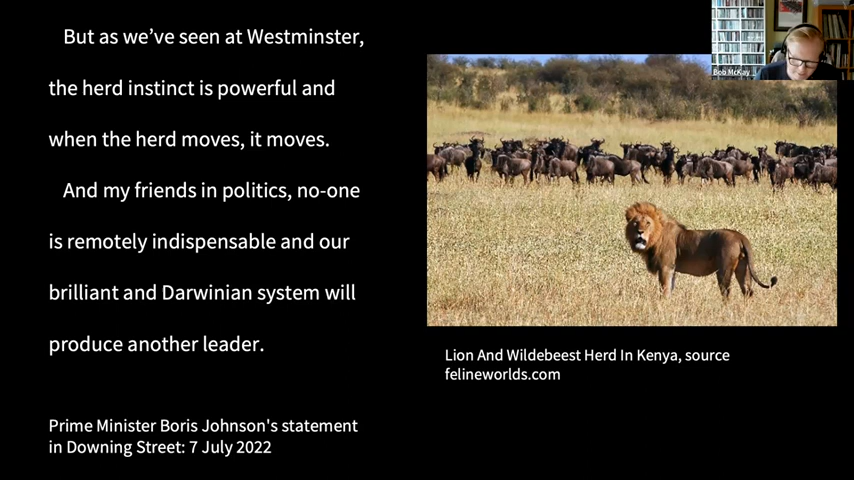 But as we’ve seen at Westminster,
the herd instinct is powerful and
when the herd moves, it moves.
And my friends in politics, no-one
is remotely indispensable and our
brilliant and Darwinian system will
produce another leader.
Prime Minister Boris Johnson's statement
in Downing Street: 7 July 2022
Lion And Wildebeest Herd In Kenya, source
felineworlds.com
Bob McKay